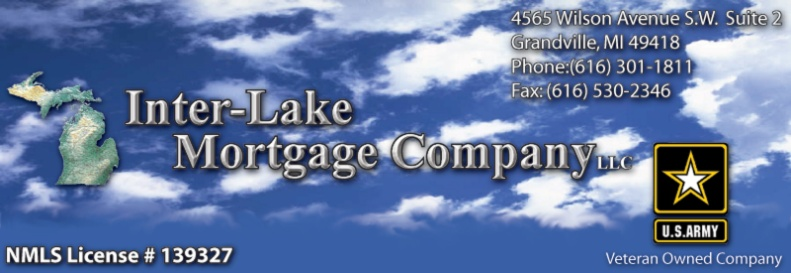 4565 Wilson Avenue S.W. Suite 2
Grandville, MI 49418
Phone:(616) 301-1811
Fax: (616) 530-2346
Inter-Lake
Mortgage Company LLC
U.S.ARMY
NMLS License # 139327
Veteran Owned Company